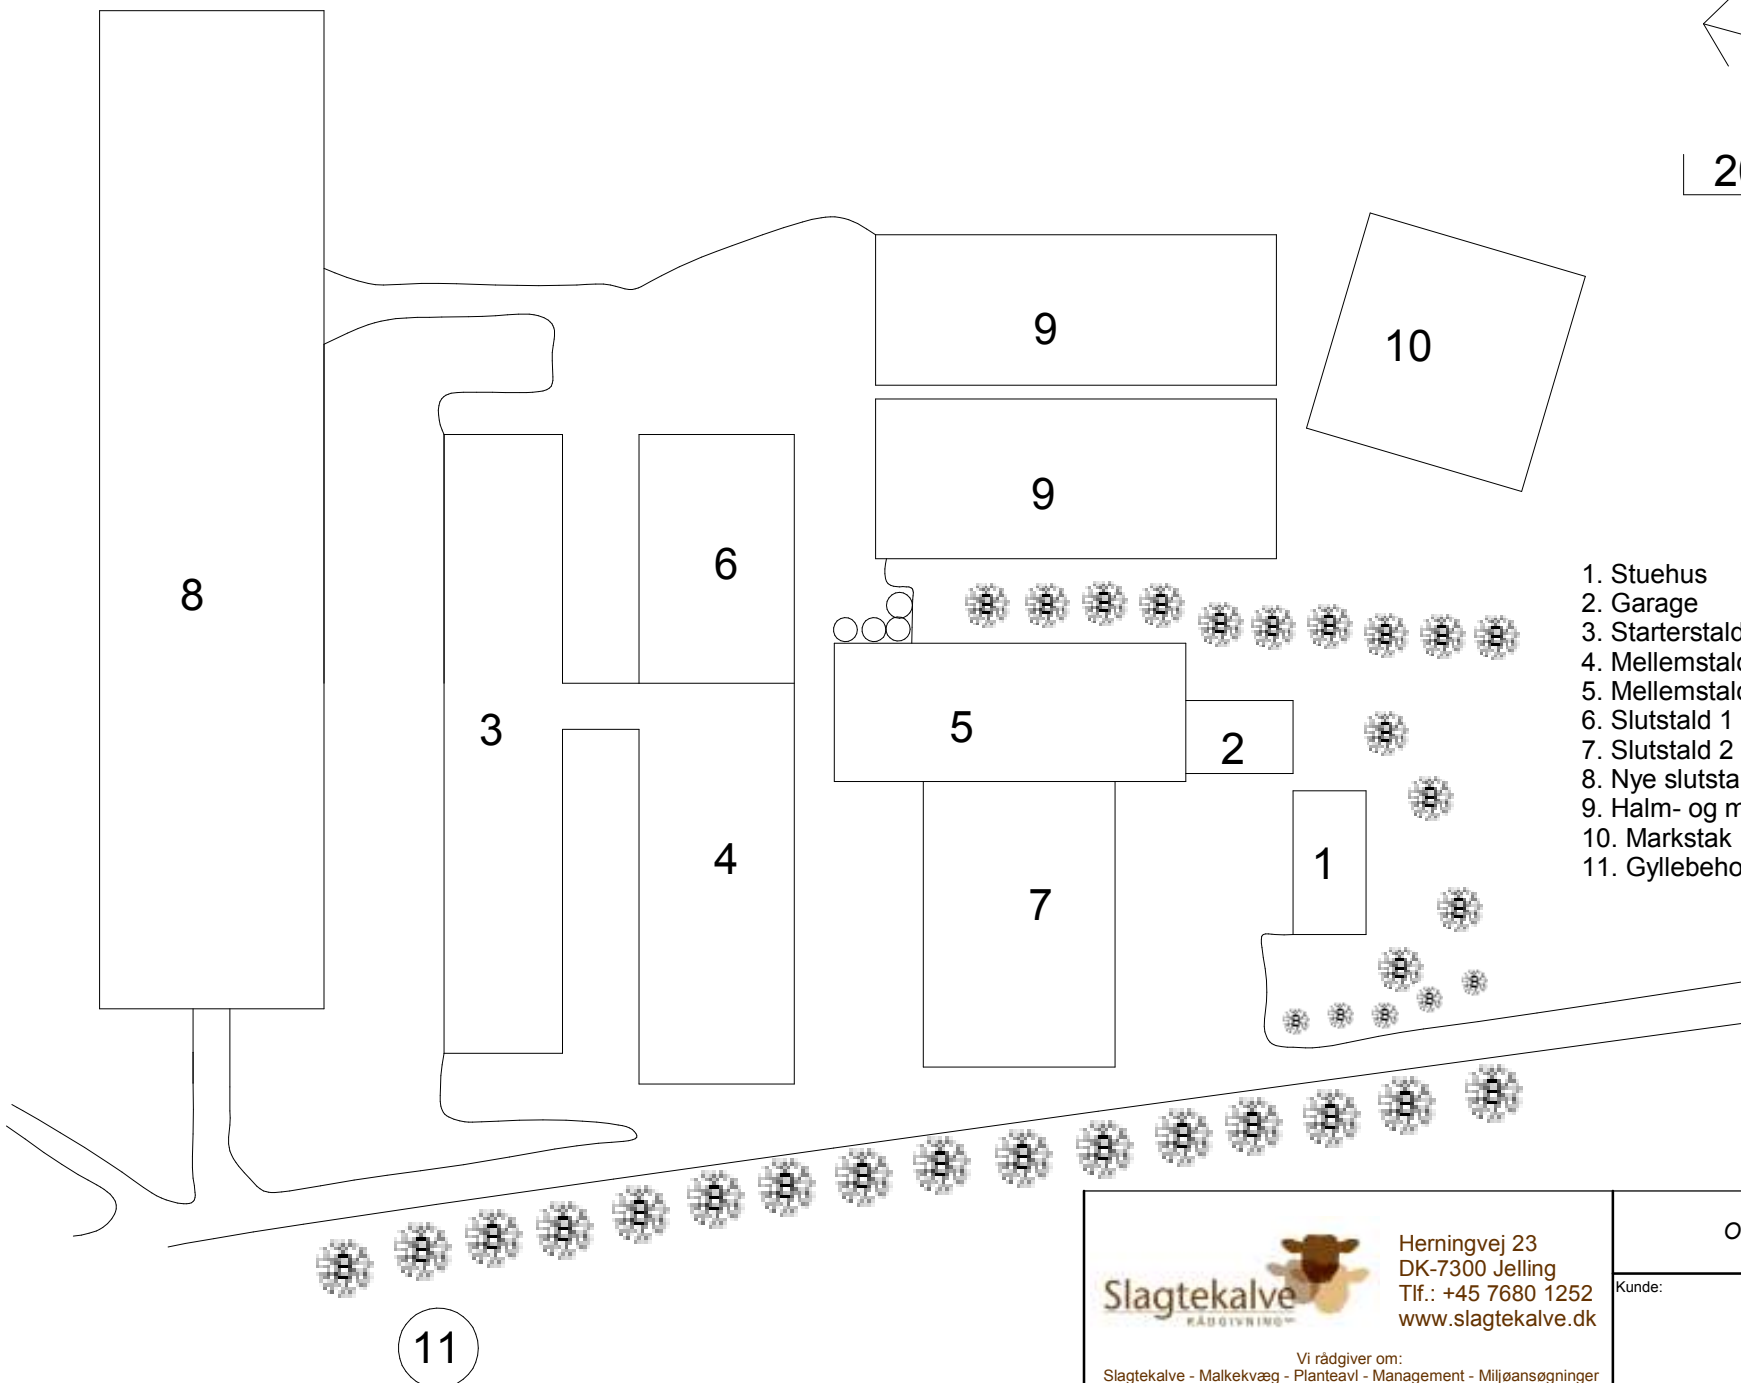 20
8
9
10
9
6
3
5
2
4
7
1
11
1. Stuehus
2. Garage
3. Starterstald
4. Mellemstald
5. Mellemstald
6. Slutstald 1
7. Slutstald 2
8. Nye slutsta
9. Halm- og m
10. Markstak
11. Gyllebeho
Slagtekalve
RÅDGIVNING
Herningvej 23
DK-7300 Jelling
Tlf.: +45 7680 1252
www.slagtekalve.dk
Vi rådgiver om:
Slagtekalve - Malkekvæg - Planteavl - Management - Miljøansøgninger
O
Kunde: